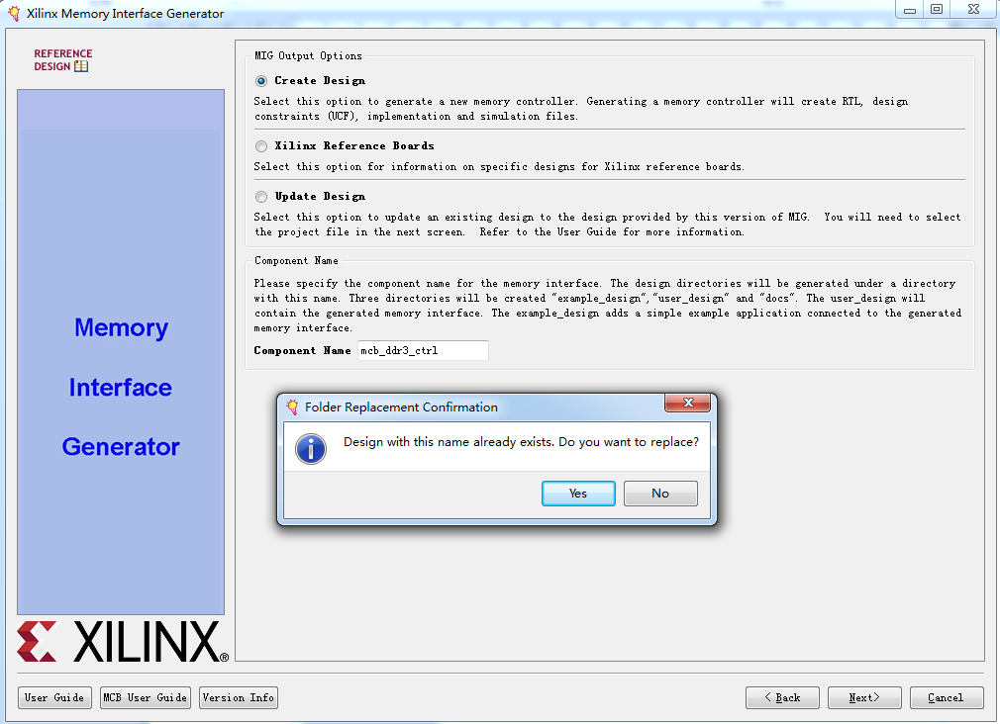 Xilinx Memory Interface Generator
REFERENCE
DESIGN
Memory
Interface
Generator
XILINX®
MIG Output Options
Create Design
Select this option to generate a new memory controller. Generating a memory controller will create RTL, design
constraints (UCF), implementation and simulation files.
Xilinx Reference Boards
Select this option for information on specific designs for Xilinx reference boards.
Update Design
Select this option to update an existing design to the design provided by this version of MIG.  You will need to select
the project file in the next screen.  Refer to the User Guide for more information.
Component Name
Please specify the component name for the memory interface. The design directories will be generated under a directory
with this name. Three directories will be created "example_design","user_design" and "docs". The user_design will
contain the generated memory interface. The example_design adds a simple example application connected to the generated
memory interface.
Component Name mcb_ddr3_ctrl
Folder Replacement Confirmation
Design with this name already exists. Do you want to replace?
Yes No
User Guide MCB User Guide Version Info < Back Next> Cancel